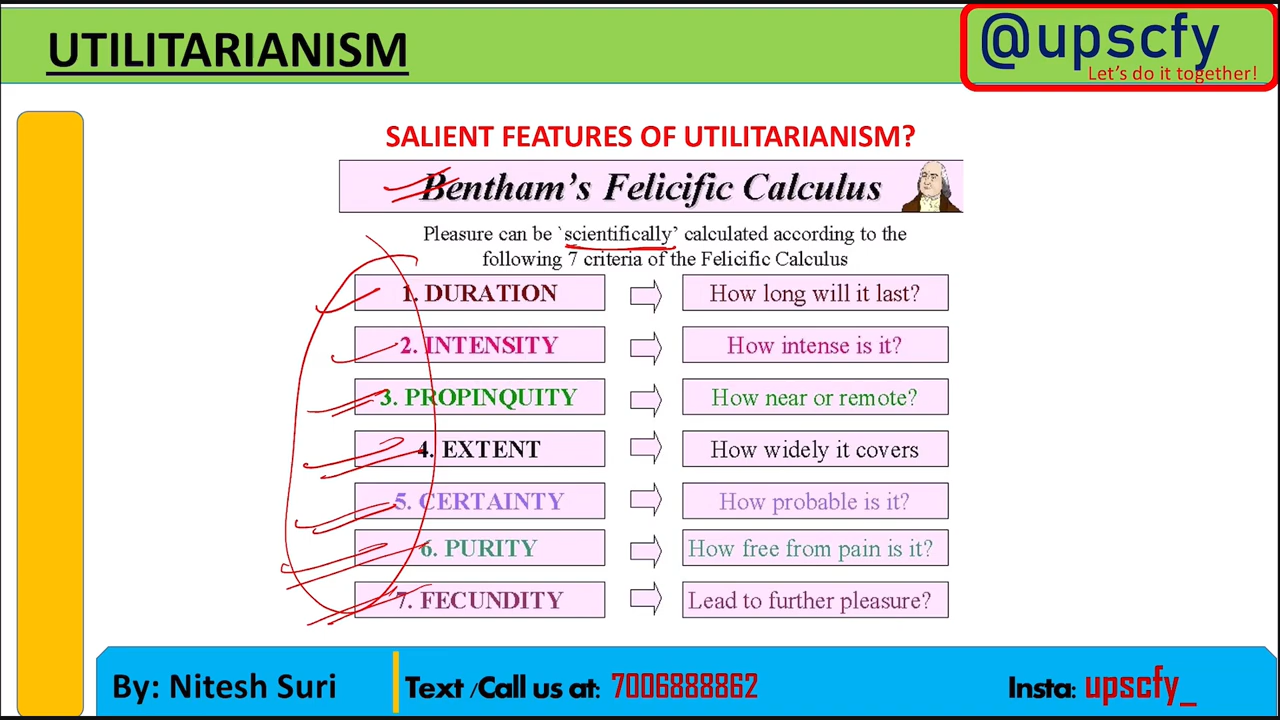 UTILITARIANISM
@upscfy
Let's do it together!
SALIENT FEATURES OF UTILITARIANISM?
Bentham's Felicific Calculus
Pleasure can be `scientifically' calculated according to the
following 7 criteria of the Felicific Calculus
1. DURATION
How long will it last?
2. INTENSITY
How intense is it?
3. PROPINQUITY
How near or remote?
4. EXTENT
How widely it covers
5. CERTAINTY
How probable is it?
6. PURITY
How free from pain is it?
7. FECUNDITY
Lead to further pleasure?
By: Nitesh Suri
Text /Call us at: 7006888862
Insta: upscfy_